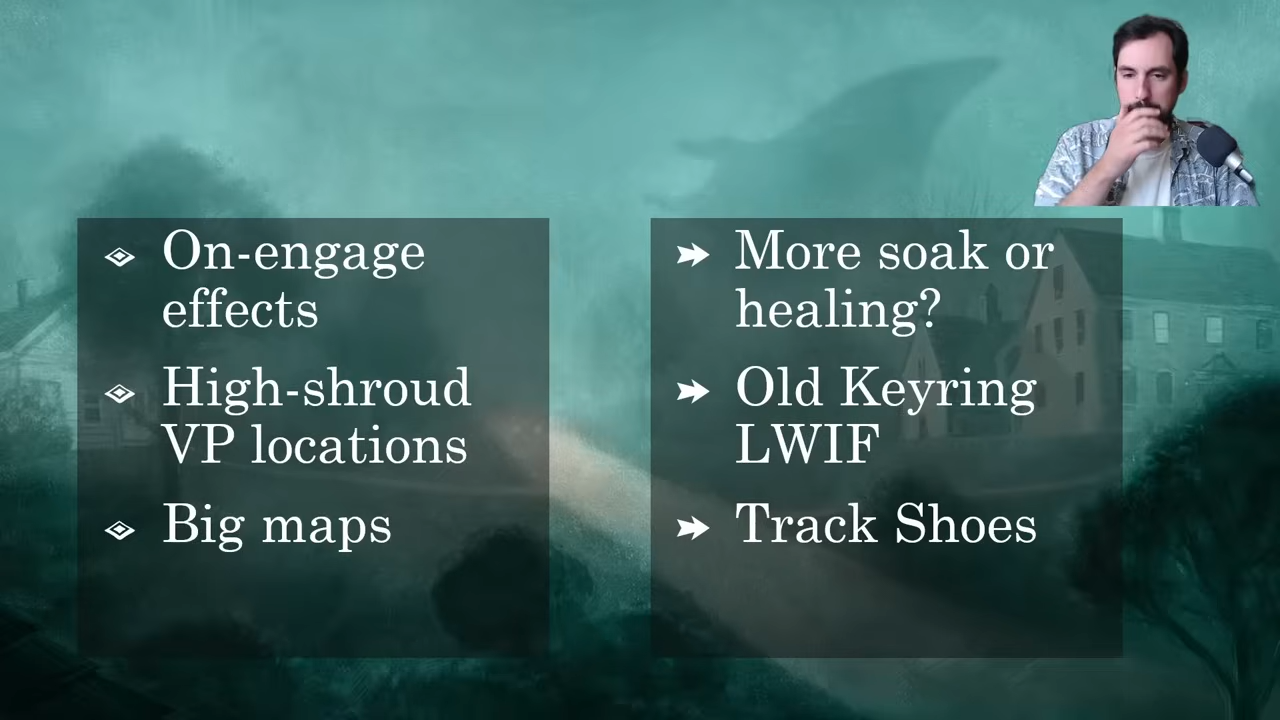 On-engage
effects
High-shroud
VP locations
Big maps
More soak or
healing?
Old Keyring
LWIF
Track Shoes